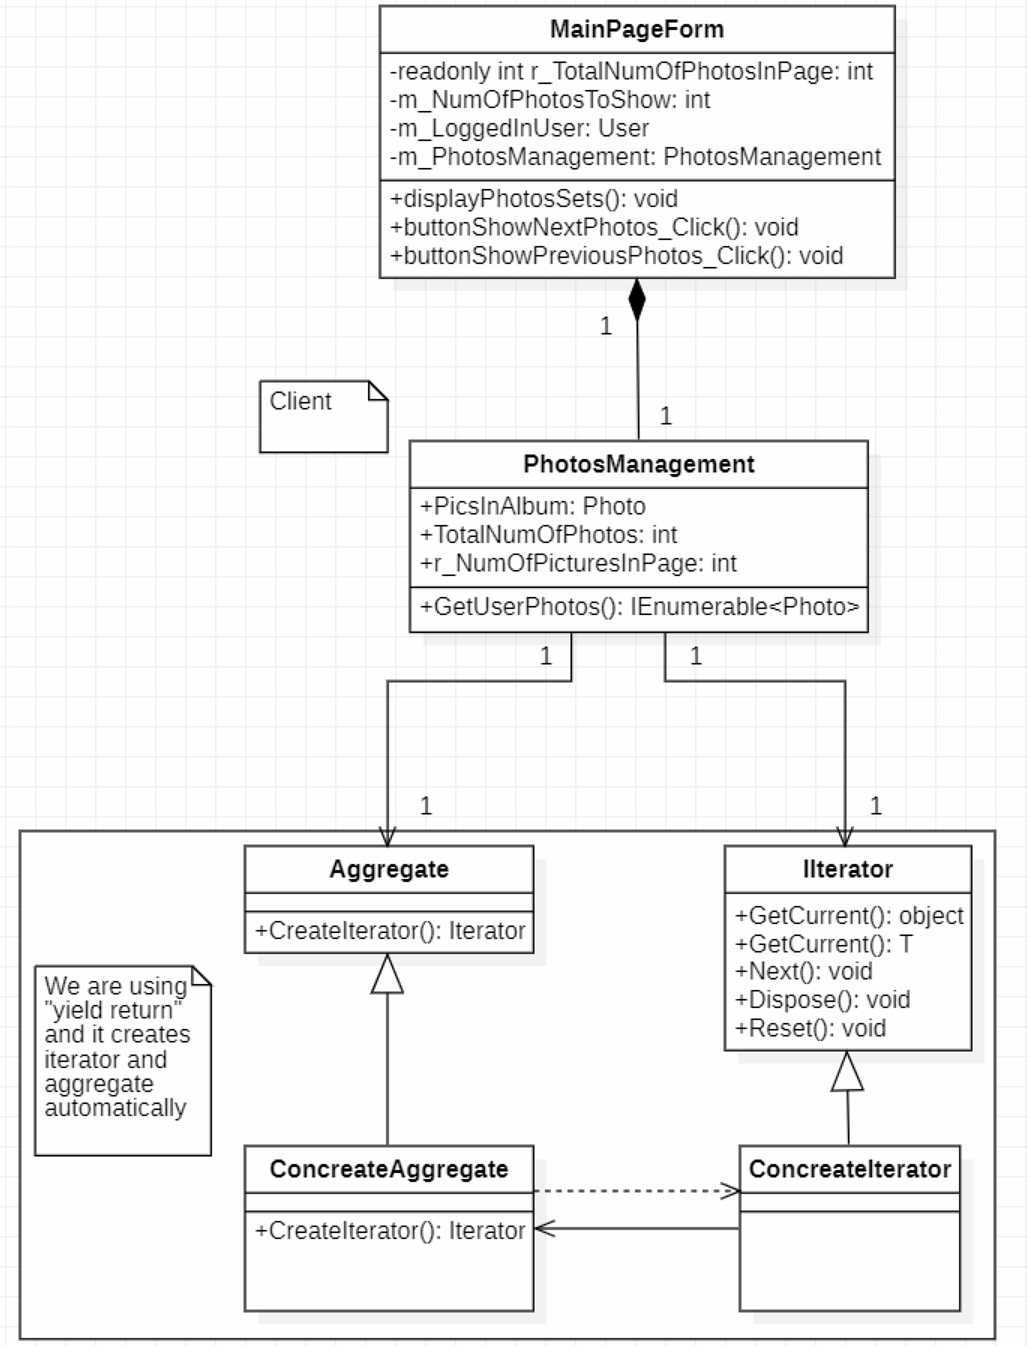 MainPageForm
-readonly int r_TotalNumOfPhotosInPage: int
-m_NumOfPhotosToShow: int
-m_LoggedInUser: User
-m_PhotosManagement: PhotosManagement
+displayPhotosSets(): void
+buttonShowNextPhotos_Click(): void
+buttonShowPreviousPhotos_Click(): void
1
Client
1
PhotosManagement
+PicsInAlbum: Photo
+TotalNumOfPhotos: int
+r_NumOfPicturesInPage: int
+GetUserPhotos(): IEnumerable<Photo>
1
1
1
1
Aggregate
+CreateIterator(): Iterator
IIterator
+GetCurrent(): object
+GetCurrent(): T
+Next(): void
+Dispose(): void
+Reset(): void
We are using
"yield return"
and it creates
iterator and
aggregate
automatically
ConcreateAggregate
+CreateIterator(): Iterator
ConcreateIterator